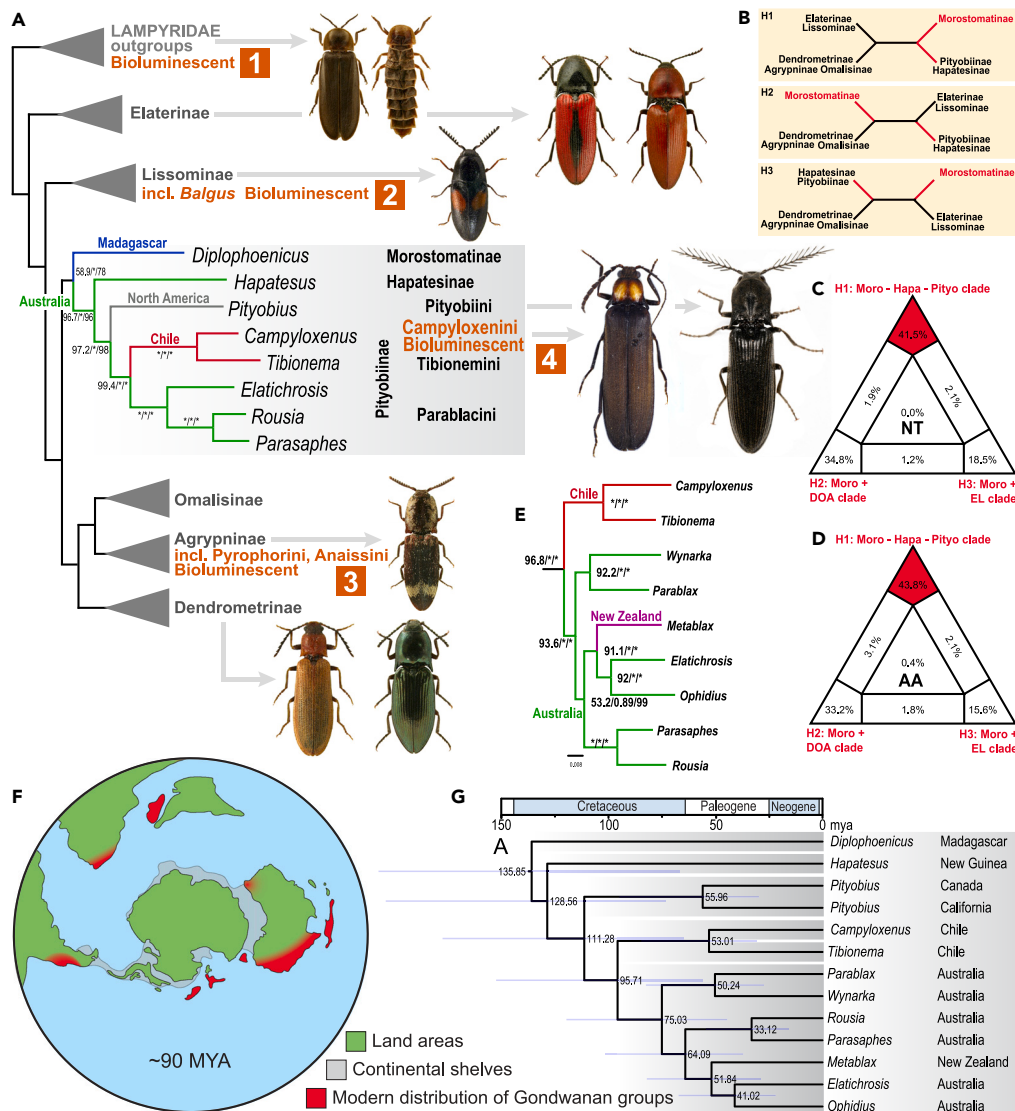 A
LAMPYRIDAE
outgroups
Bioluminescent
1
Elaterinae
Lissominae
incl. Balgus Bioluminescent
2
Madagascar
Diplophoenicus
Morostomatinae
58,9/*/78
Hapatesus
Hapatesinae
Australia
96.7/*/96
North America
Pityobius
Pityobiini
97.2/*/98
Chile
Campyloxenus
Campyloxenini
Bioluminescent
4
*/*/*
Tibionema
Tibionemini
99,4/*/*
Elatichrosis
*/*/*
*/*/*
Rousia
Parablacini
Parasaphes
Pityobiinae
Omalisinae
Agrypninae
incl. Pyrophorini, Anaissini
Bioluminescent
3
Dendrometrinae
B
H1
Elaterinae
Lissominae
Morostomatinae
Dendrometrinae
Agrypninae Omalisinae
Pityobiinae
Hapatesinae
H2
Morostomatinae
Elaterinae
Lissominae
Dendrometrinae
Agrypninae Omalisinae
Pityobiinae
Hapatesinae
H3
Hapatesinae
Pityobiinae
Morostomatinae
Dendrometrinae
Agrypninae Omalisinae
Elaterinae
Lissominae
C
H1: Moro - Hapa - Pityo clade
41.5%
1.9%
2.1%
0.0%
NT
34.8%
1.2%
18.5%
H2: Moro +
DOA clade
H3: Moro +
EL clade
D
H1: Moro - Hapa - Pityo clade
43.8%
3.1%
2.1%
0.4%
AA
33.2%
1.8%
15.6%
H2: Moro +
DOA clade
H3: Moro +
EL clade
E
Chile
Campyloxenus
*/*/*
Tibionema
96.8/*/*
Wynarka
92.2/*/*
Parablax
New Zealand
Metablax
93.6/*/*
91.1/*/*
Elatichrosis
92/*/*
53.2/0.89/99
Ophidius
Australia
Parasaphes
*/*/*
0.008
Rousia
F
~90 MYA
Land areas
Continental shelves
Modern distribution of Gondwanan groups
G
Cretaceous
Paleogene
Neogene
150
100
50
0
mya
A
Diplophoenicus Madagascar
135.85
Hapatesus New Guinea
128,56
Pityobius Canada
55.96
Pityobius California
111.28
Campyloxenus Chile
53.01
Tibionema Chile
95,71
Parablax Australia
50,24
Wynarka Australia
75.03
Rousia Australia
33.12
Parasaphes Australia
64,09
Metablax New Zealand
51.84
Elatichrosis Australia
41.02
Ophidius Australia